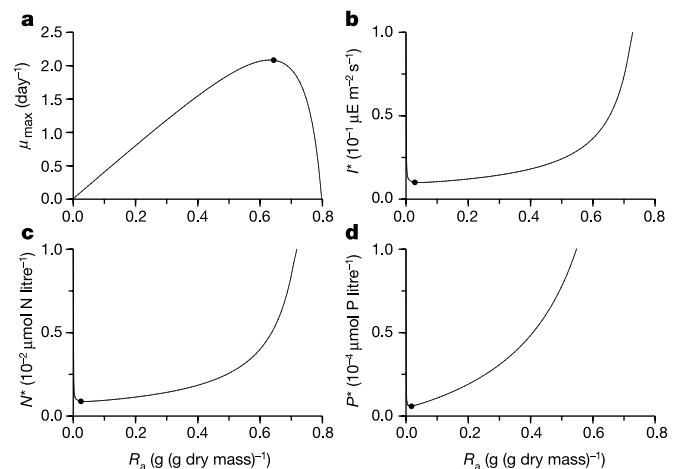 a
μmax (day⁻¹)
2.5
2.0
1.5
1.0
0.5
0.0
0.0 0.2 0.4 0.6 0.8
b
I* (10⁻¹ μE m⁻² s⁻¹)
1.0
0.5
0.0
0.0 0.2 0.4 0.6 0.8
c
N* (10⁻² μmol N litre⁻¹)
1.0
0.5
0.0
0.0 0.2 0.4 0.6 0.8
Ra (g (g dry mass)⁻¹)
d
P* (10⁻⁴ μmol P litre⁻¹)
1.0
0.5
0.0
0.0 0.2 0.4 0.6 0.8
Ra (g (g dry mass)⁻¹)